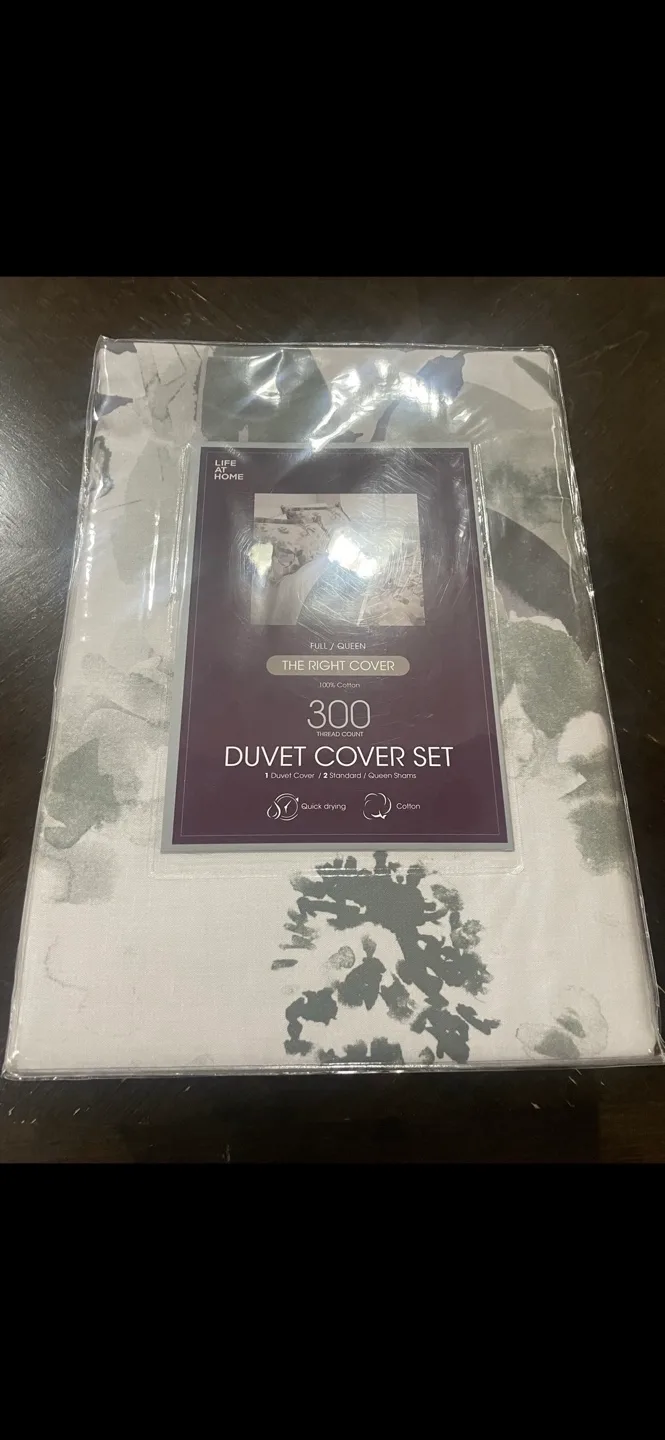 LIFE
AT
HOME
FULL / QUEEN
THE RIGHT COVER
100% Cotton
300
THREAD COUNT
DUVET COVER SET
1 Duvet Cover / 2 Standard / Queen Shams
Quick drying
Cotton